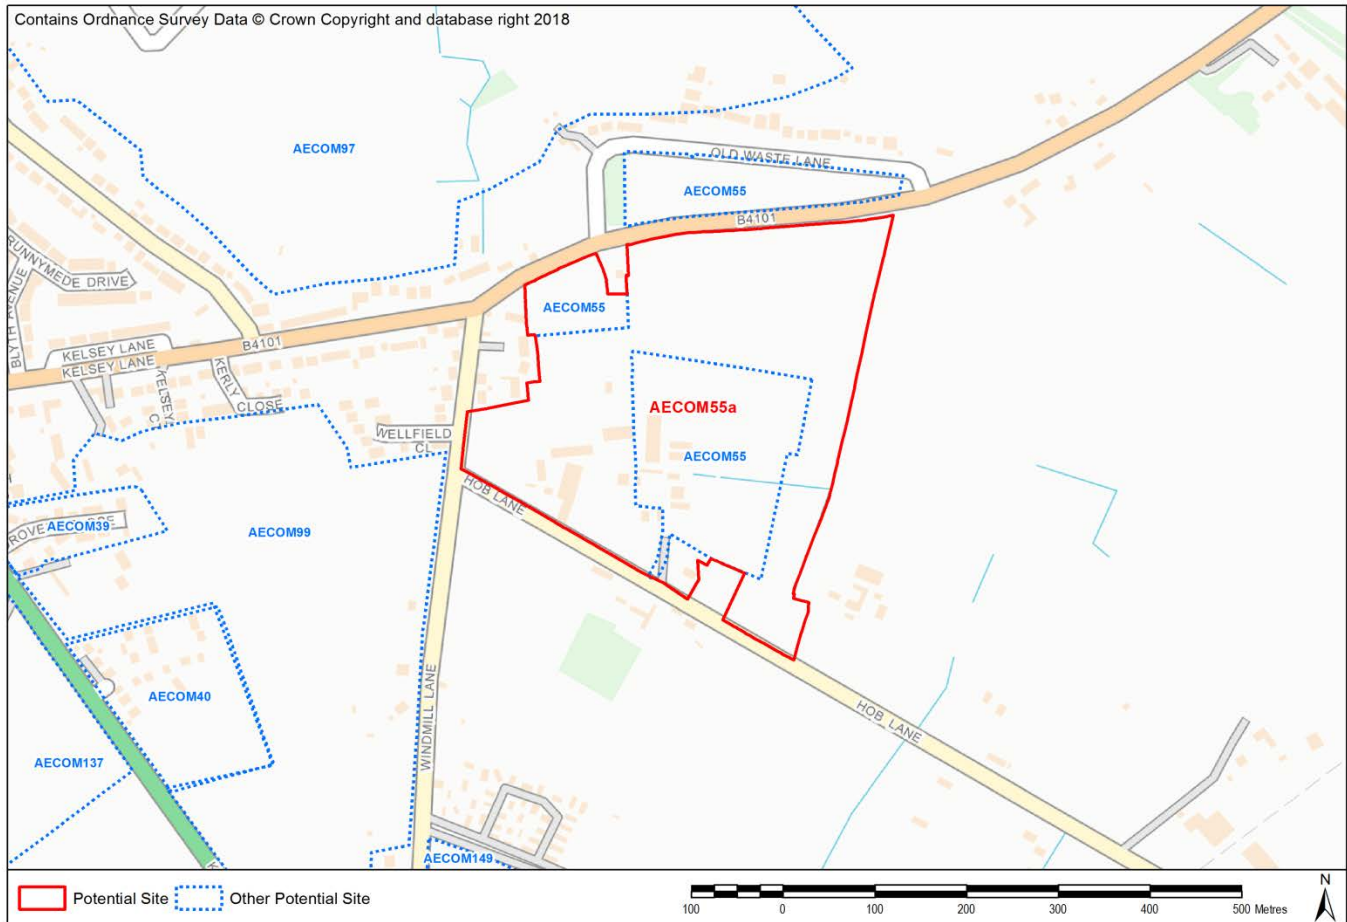 Contains Ordnance Survey Data © Crown Copyright and database right 2018
AECOM97
OLD WASTE LANE
AECOM55
B4101
RUNNYMEDE DRIVE
BLYTH AVENUE
AECOM55
B4101
KELSEY LANE
KELSEY LANE
KELSEY
C
KERLY
CLOSE
AECOM55a
WELLFIELD
CL
AECOM55
HOB LANE
AECOM39
AECOM99
WINDMILL LANE
AECOM40
HOB LANE
AECOM137
AECOM149
Potential Site
Other Potential Site
100 0 100 200 300 400 500 Metres
N